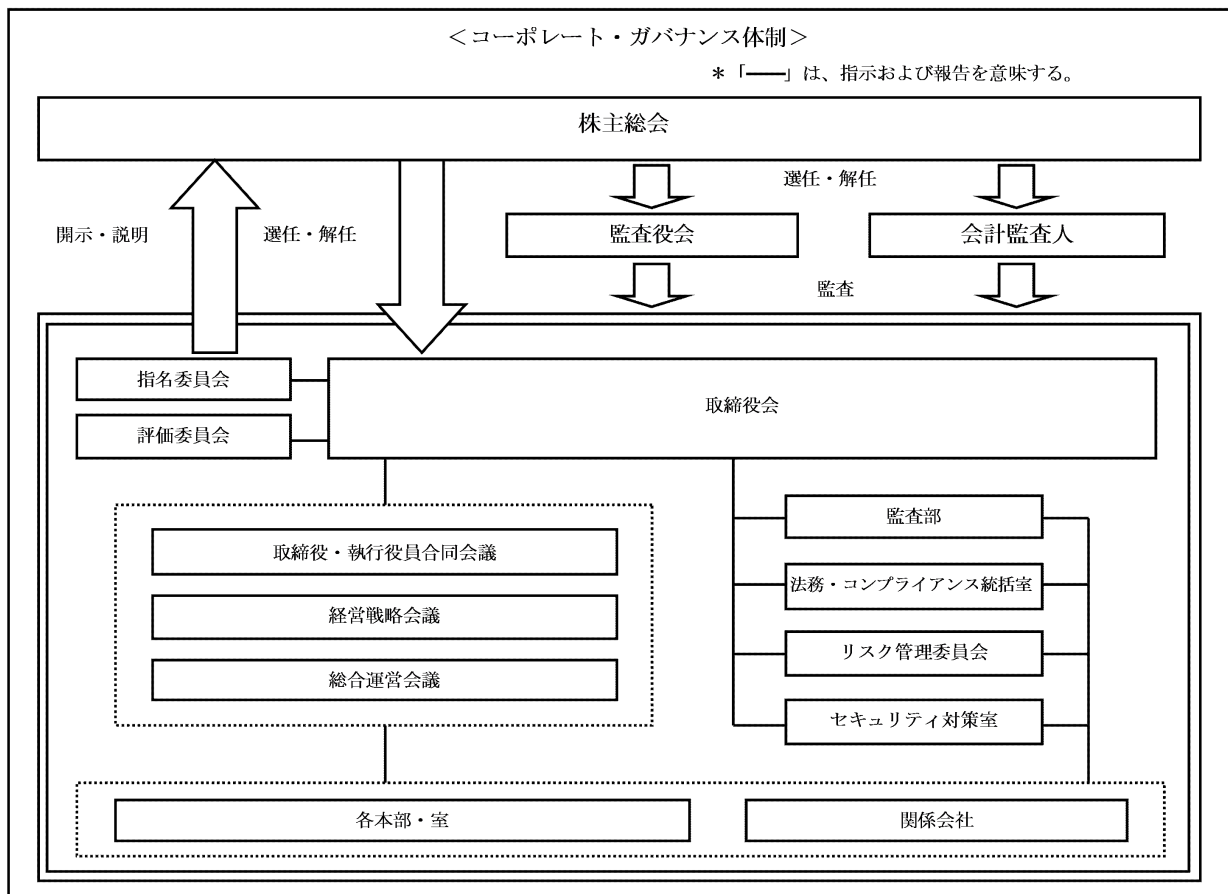 ＜コーポレート・ガバナンス体制＞
＊「━━」は、指示および報告を意味する。
株主総会
選任・解任
開示・説明
選任・解任
監査役会
会計監査人
監査
指名委員会
取締役会
評価委員会
監査部
取締役・執行役員合同会議
法務・コンプライアンス統括室
経営戦略会議
リスク管理委員会
総合運営会議
セキュリティ対策室
各本部・室
関係会社